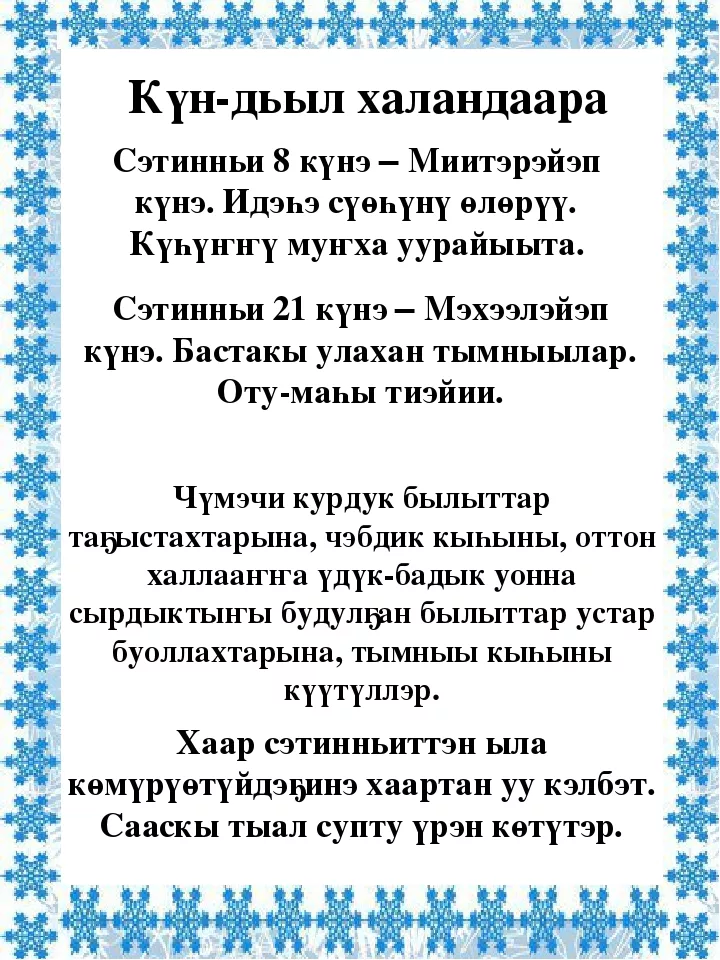 Күн-дьыл халандаара
Сэтинньи 8 күнэ – Миитэрэйэп
күнэ. Идэһэ сүөһүнү өлөрүү.
Күһүҥҥү муҥха уурайыыта.
Сэтинньи 21 күнэ – Мэхээлэйэп
күнэ. Бастакы улахан тымныылар.
Оту-маһы тиэйии.
Чүмэчи курдук былыттар
таҕыстахтарына, чэбдик кыһыны, оттон
халлааҥҥа үдүк-бадык уонна
сырдыктыҥы будулҕан былыттар устар
буоллахтарына, тымныы кыһыны
күүтүллэр.
Хаар сэтинньиттэн ыла
көмүрүөтүйдэҕинэ хаартан уу кэлбэт.
Сааскы тыал супту үрэн көтүтэр.